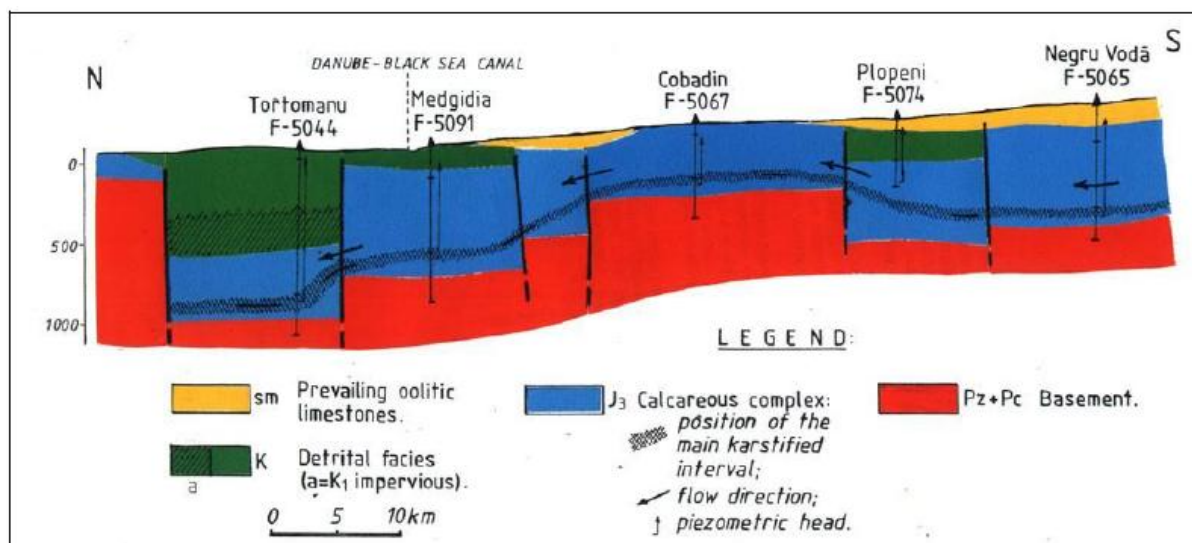 N
S
DANUBE-BLACK SEA CANAL
Tortomanu
F-5044
Medgidia
F-5091
Cobadin
F-5067
Plopeni
F-5074
Negru Vodă
F-5065
0
500
1000
LEGEND:
sm Prevailing oolitic
limestones.
K Detrital facies
(a=K₁ impervious).
a
J₃ Calcareous complex:
position of the
main karstified
interval;
flow direction;
piezometric head.
Pz+Pc Basement.
0 5 10 km